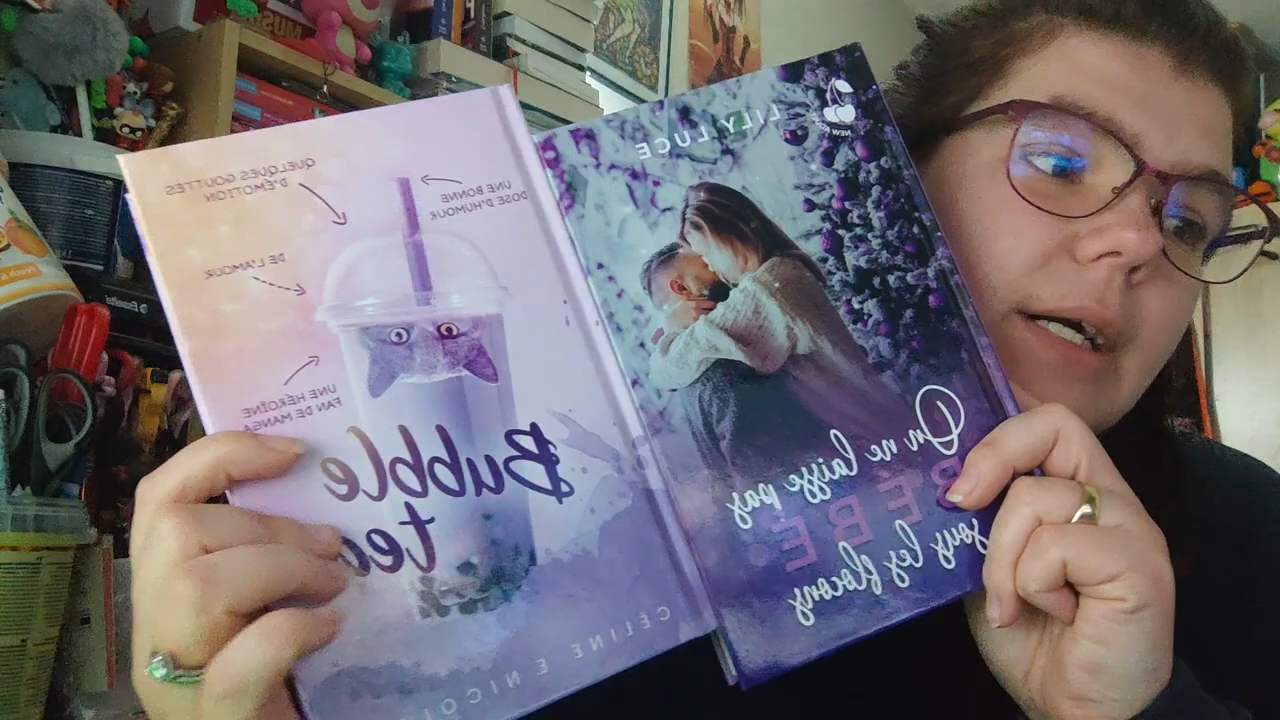 QUELQUES GOUTTES
D'ÉMOTION
UNE BONNE
DOSE D'HUMOUR
DE L'AMOUR
UNE HÉROÏNE
FAN DE MANGA
Bubble
tea
CÉLINE E. NICOL
LILY LUCE
NEW
On ne laisse pas
BÉBÉ
sous les flocons